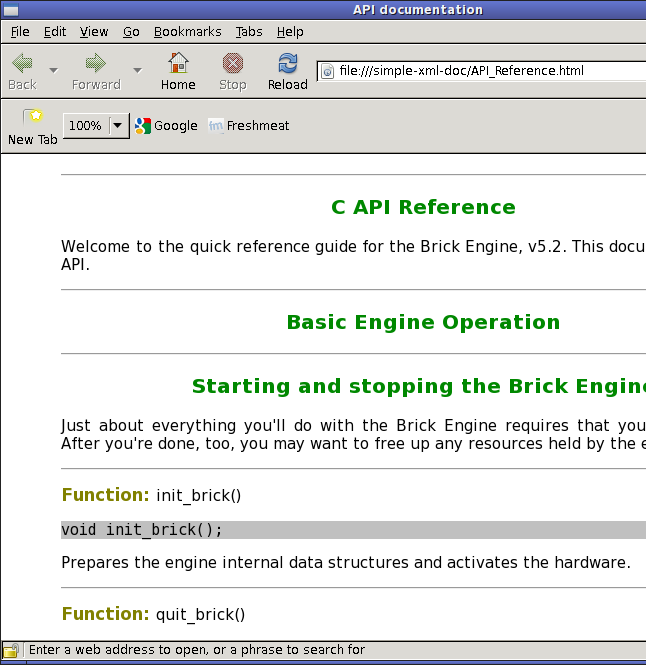 API documentation
File Edit View Go Bookmarks Tabs Help
Back Forward Home Stop Reload file:///simple-xml-doc/API_Reference.html
New Tab 100% Google fm Freshmeat
C API Reference
Welcome to the quick reference guide for the Brick Engine, v5.2. This docu
API.
Basic Engine Operation
Starting and stopping the Brick Engine
Just about everything you'll do with the Brick Engine requires that you
After you're done, too, you may want to free up any resources held by the e
Function: init_brick()
void init_brick();
Prepares the engine internal data structures and activates the hardware.
Function: quit_brick()
Enter a web address to open, or a phrase to search for